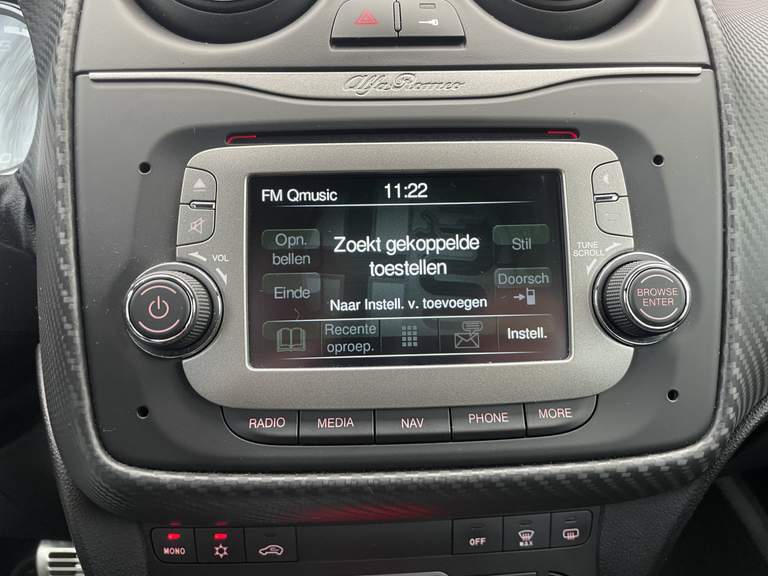 Alfa Romeo
FM Qmusic 11:22
Opn. bellen
Zoekt gekoppelde
toestellen
Stil
Einde
Doorsch
Naar Instell. v. toevoegen
Recente
oproep.
Instell.
VOL
TUNE
SCROLL
BROWSE
ENTER
RADIO MEDIA NAV PHONE MORE
MONO
OFF
MAX